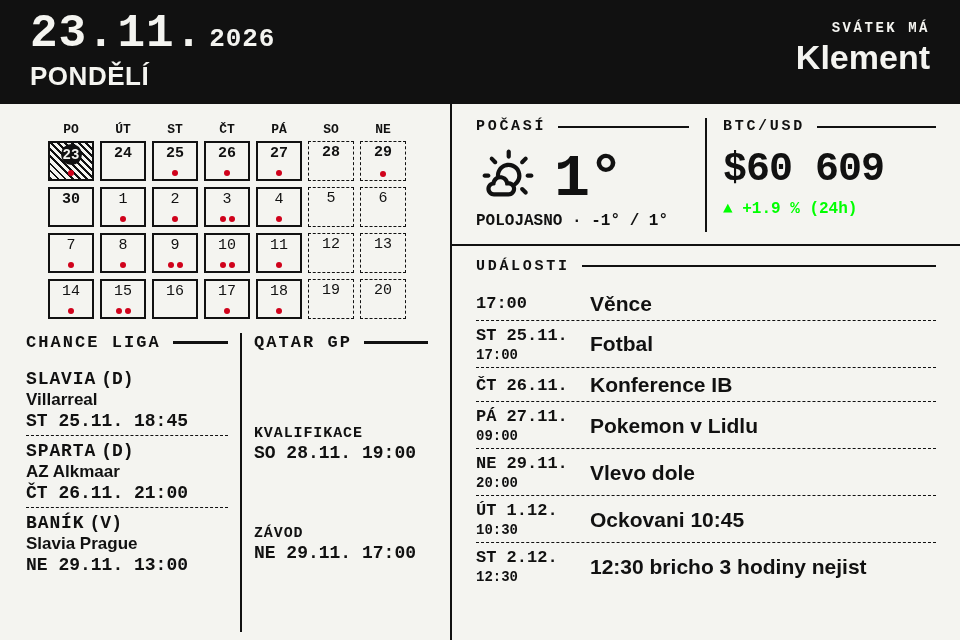 23.11. 2026
PONDĚLÍ
SVÁTEK MÁ
Klement
PO ÚT ST ČT PÁ SO NE
23 24 25 26 27 28 29
30 1 2 3 4 5 6
7 8 9 10 11 12 13
14 15 16 17 18 19 20
CHANCE LIGA
SLAVIA (D)
Villarreal
ST 25.11. 18:45
SPARTA (D)
AZ Alkmaar
ČT 26.11. 21:00
BANÍK (V)
Slavia Prague
NE 29.11. 13:00
QATAR GP
KVALIFIKACE
SO 28.11. 19:00
ZÁVOD
NE 29.11. 17:00
POČASÍ
1°
POLOJASNO · -1° / 1°
BTC/USD
$60 609
▲ +1.9 % (24h)
UDÁLOSTI
17:00 Věnce
ST 25.11.
17:00
Fotbal
ČT 26.11. Konference IB
PÁ 27.11.
09:00
Pokemon v Lidlu
NE 29.11.
20:00
Vlevo dole
ÚT 1.12.
10:30
Ockovani 10:45
ST 2.12.
12:30
12:30 bricho 3 hodiny nejist